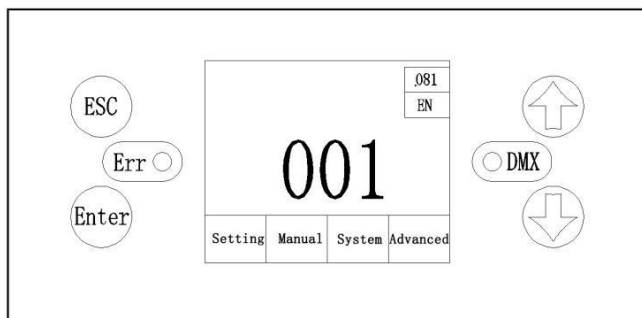 .081
ESC
EN
Err
001
DMX
Enter
Setting Manual System Advanced